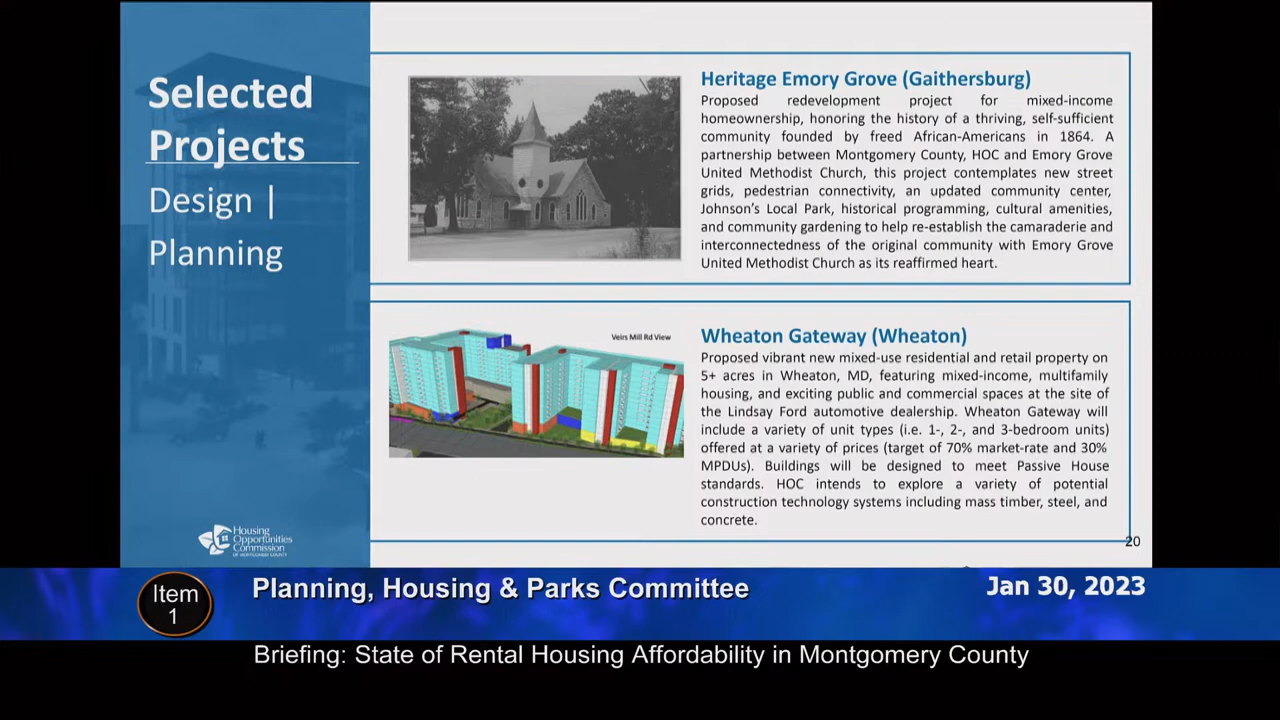 Selected
Projects
Design |
Planning
Housing
Opportunities
Commission
OF MONTGOMERY COUNTY
Heritage Emory Grove (Gaithersburg)
Proposed redevelopment project for mixed-income
homeownership, honoring the history of a thriving, self-sufficient
community founded by freed African-Americans in 1864. A
partnership between Montgomery County, HOC and Emory Grove
United Methodist Church, this project contemplates new street
grids, pedestrian connectivity, an updated community center,
Johnson's Local Park, historical programming, cultural amenities,
and community gardening to help re-establish the camaraderie and
interconnectedness of the original community with Emory Grove
United Methodist Church as its reaffirmed heart.
Veirs Mill Rd View
Wheaton Gateway (Wheaton)
Proposed vibrant new mixed-use residential and retail property on
5+ acres in Wheaton, MD, featuring mixed-income, multifamily
housing, and exciting public and commercial spaces at the site of
the Lindsay Ford automotive dealership. Wheaton Gateway will
include a variety of unit types (i.e. 1-, 2-, and 3-bedroom units)
offered at a variety of prices (target of 70% market-rate and 30%
MPDUs). Buildings will be designed to meet Passive House
standards. HOC intends to explore a variety of potential
construction technology systems including mass timber, steel, and
concrete.
20
Item
1
Planning, Housing & Parks Committee
Jan 30, 2023
Briefing: State of Rental Housing Affordability in Montgomery County